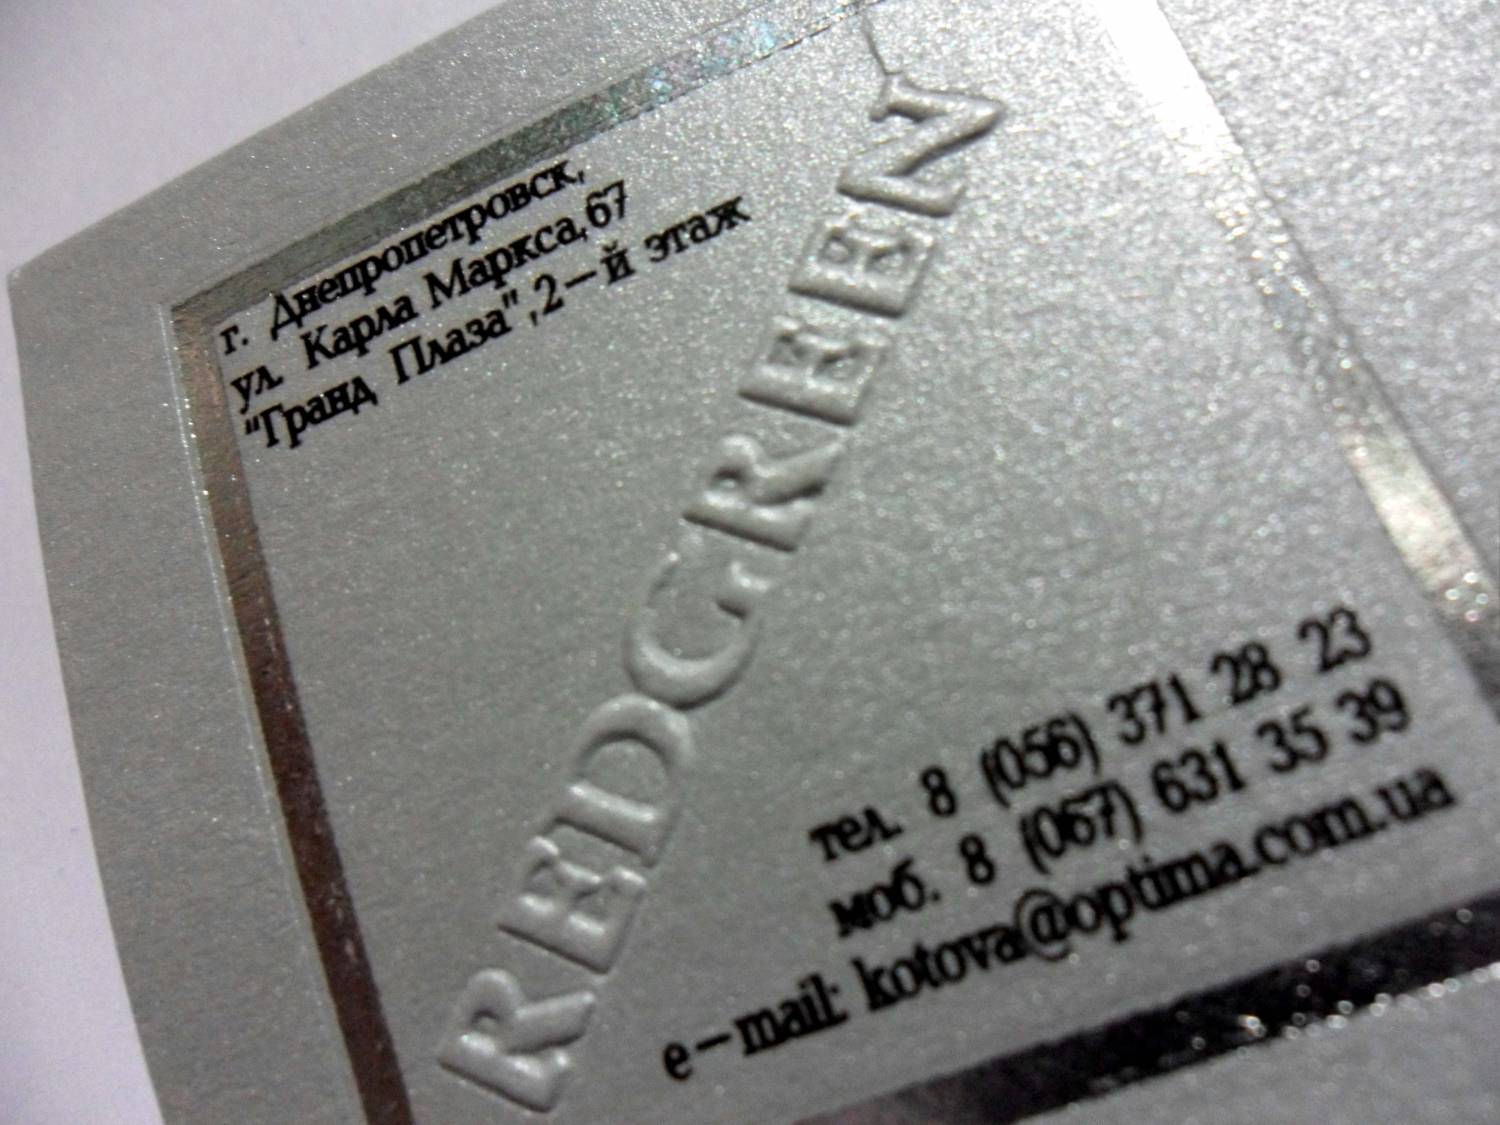 г. Днепропетровск,
ул. Карла Маркса,67
"Гранд Плаза",2-й этаж
REDGREEN
тел. 8 (056) 371 28 23
моб. 8 (067) 631 35 39
e-mail: kotova@optima.com.ua